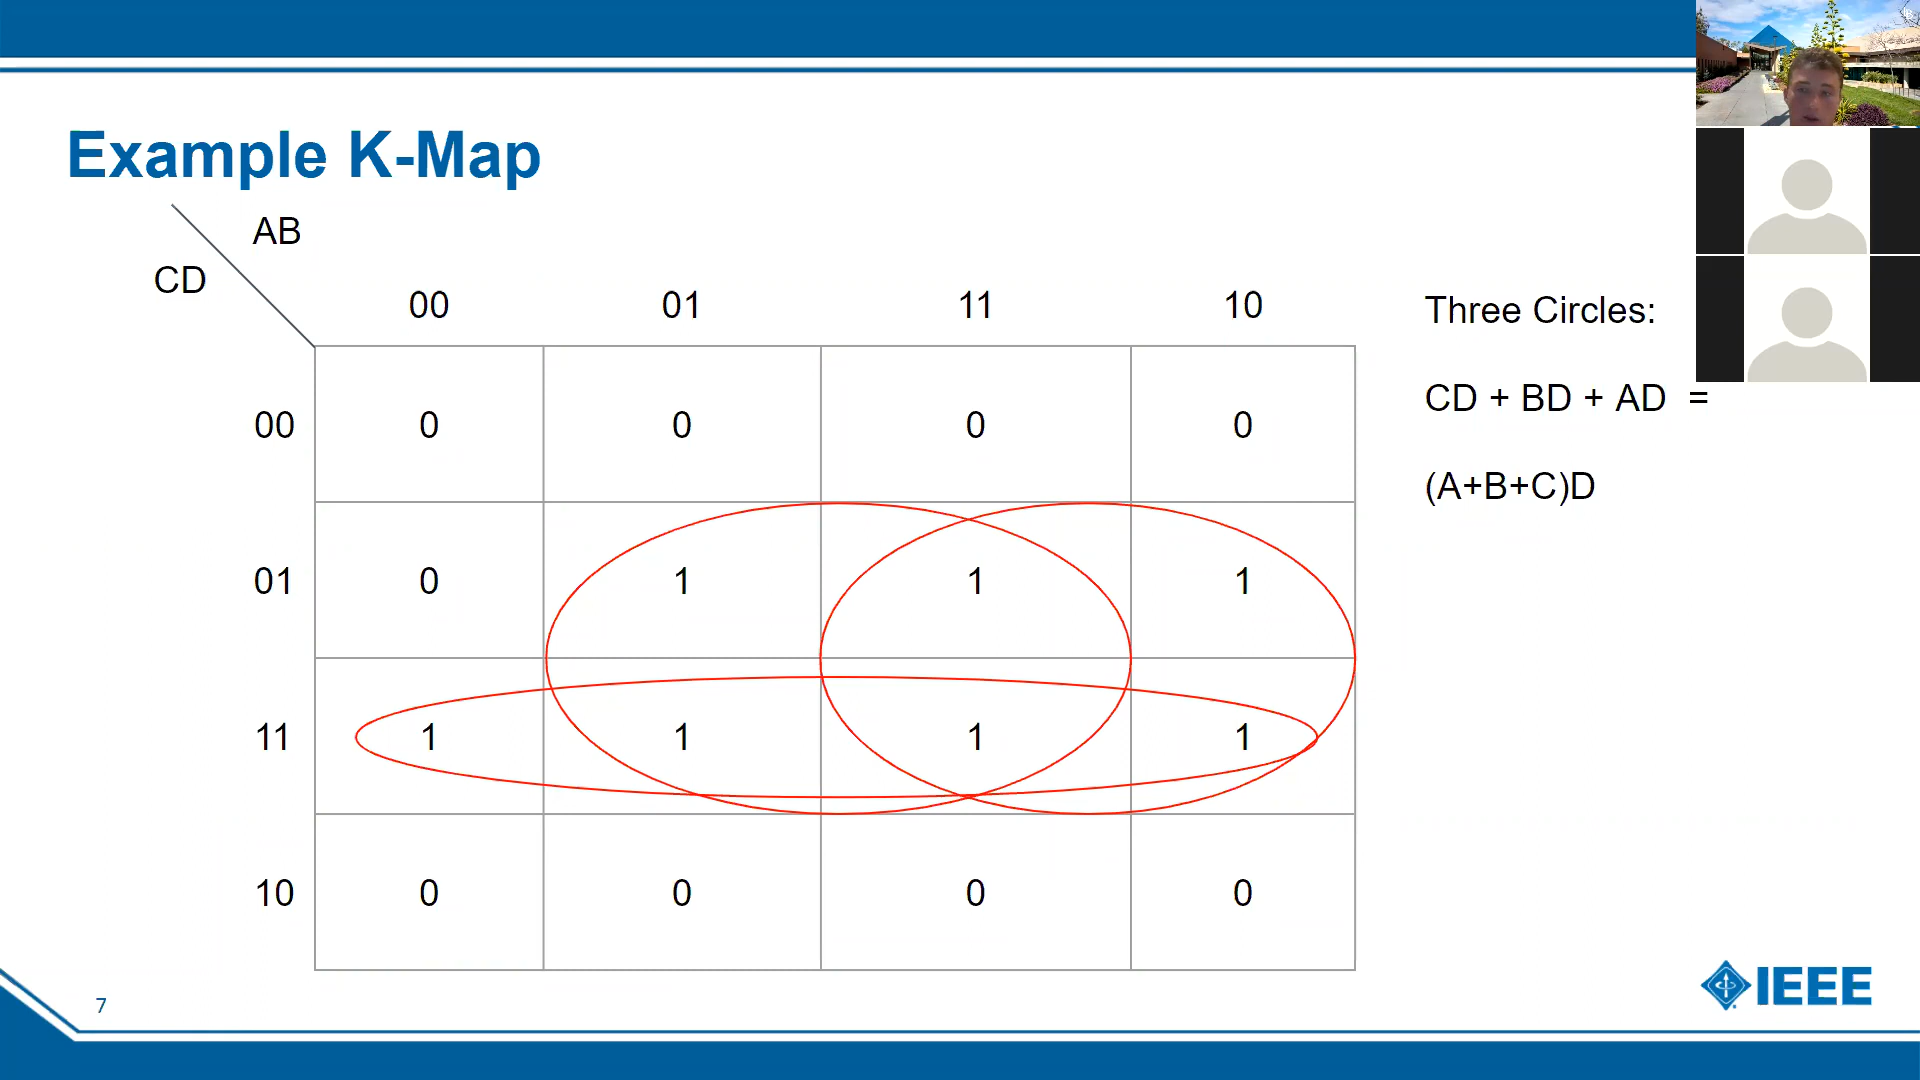 Example K-Map
AB
CD
00 01 11 10
00 0 0 0 0
01 0 1 1 1
11 1 1 1 1
10 0 0 0 0
Three Circles:
CD + BD + AD =
(A+B+C)D
7
IEEE